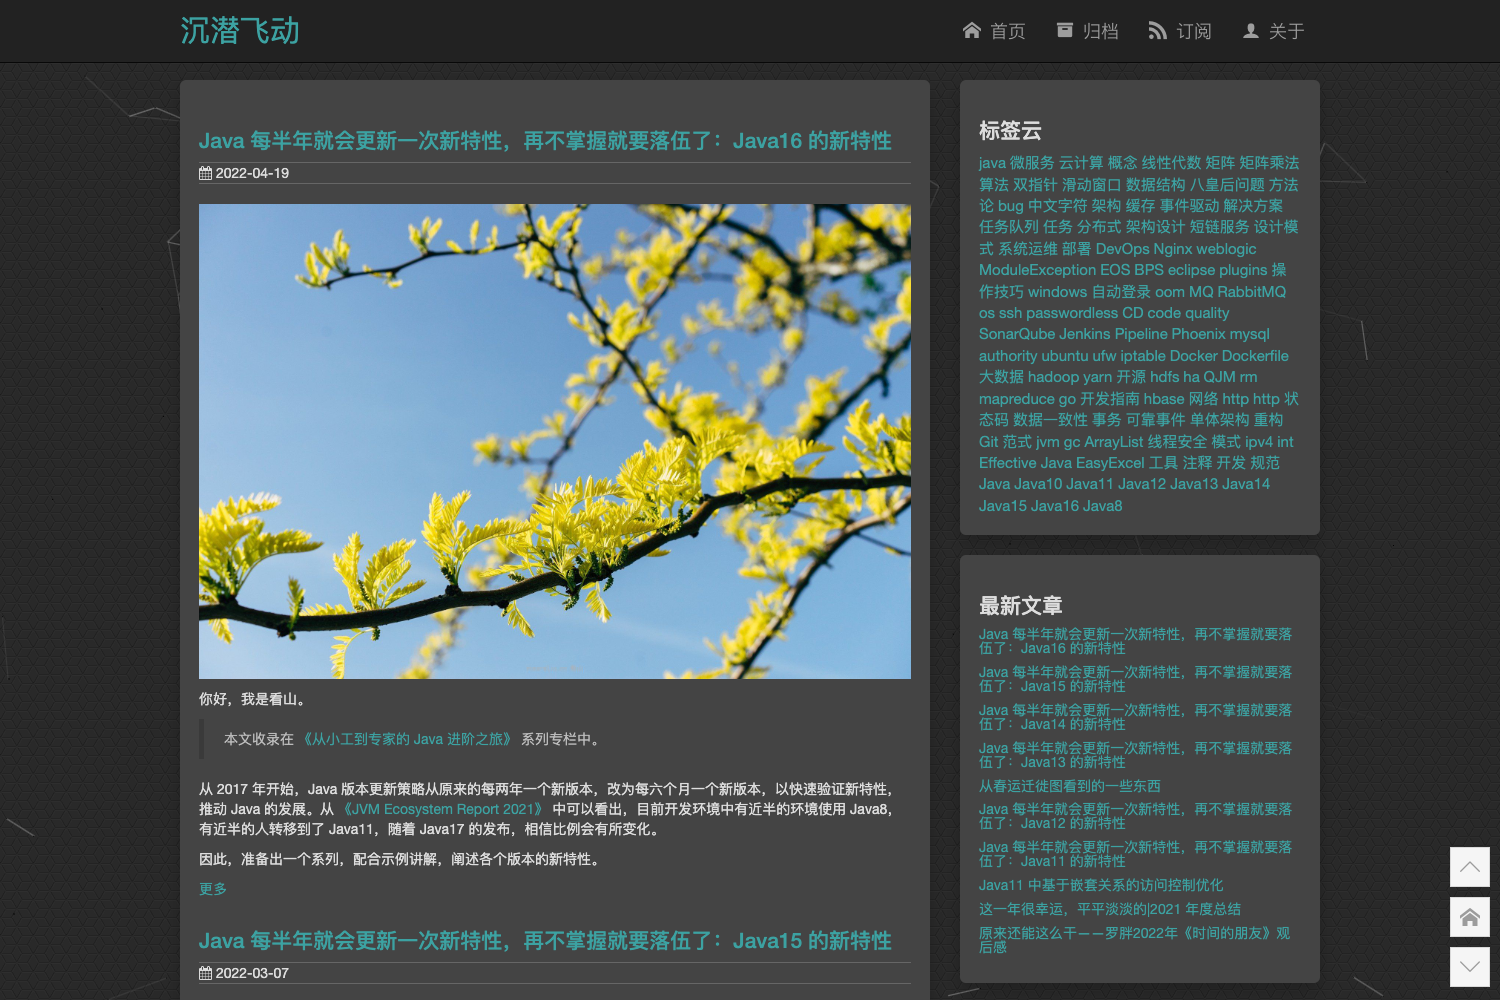 沉潜飞动
首页
归档
订阅
关于
Java 每半年就会更新一次新特性，再不掌握就要落伍了：Java16 的新特性
2022-04-19
你好，我是看山。
本文收录在 《从小工到专家的 Java 进阶之旅》 系列专栏中。
从 2017 年开始，Java 版本更新策略从原来的每两年一个新版本，改为每六个月一个新版本，以快速验证新特性，
推动 Java 的发展。从 《JVM Ecosystem Report 2021》 中可以看出，目前开发环境中有近半的环境使用 Java8，
有近半的人转移到了 Java11，随着 Java17 的发布，相信比例会有所变化。
因此，准备出一个系列，配合示例讲解，阐述各个版本的新特性。
更多
Java 每半年就会更新一次新特性，再不掌握就要落伍了：Java15 的新特性
2022-03-07
标签云
java 微服务 云计算 概念 线性代数 矩阵 矩阵乘法
算法 双指针 滑动窗口 数据结构 八皇后问题 方法
论 bug 中文字符 架构 缓存 事件驱动 解决方案
任务队列 任务 分布式 架构设计 短链服务 设计模
式 系统运维 部署 DevOps Nginx weblogic
ModuleException EOS BPS eclipse plugins 操
作技巧 windows 自动登录 oom MQ RabbitMQ
os ssh passwordless CD code quality
SonarQube Jenkins Pipeline Phoenix mysql
authority ubuntu ufw iptable Docker Dockerfile
大数据 hadoop yarn 开源 hdfs ha QJM rm
mapreduce go 开发指南 hbase 网络 http http 状
态码 数据一致性 事务 可靠事件 单体架构 重构
Git 范式 jvm gc ArrayList 线程安全 模式 ipv4 int
Effective Java EasyExcel 工具 注释 开发 规范
Java Java10 Java11 Java12 Java13 Java14
Java15 Java16 Java8
最新文章
Java 每半年就会更新一次新特性，再不掌握就要落
伍了：Java16 的新特性
Java 每半年就会更新一次新特性，再不掌握就要落
伍了：Java15 的新特性
Java 每半年就会更新一次新特性，再不掌握就要落
伍了：Java14 的新特性
Java 每半年就会更新一次新特性，再不掌握就要落
伍了：Java13 的新特性
从春运迁徙图看到的一些东西
Java 每半年就会更新一次新特性，再不掌握就要落
伍了：Java12 的新特性
Java 每半年就会更新一次新特性，再不掌握就要落
伍了：Java11 的新特性
Java11 中基于嵌套关系的访问控制优化
这一年很幸运，平平淡淡的|2021 年度总结
原来还能这么干——罗胖2022年《时间的朋友》观
后感